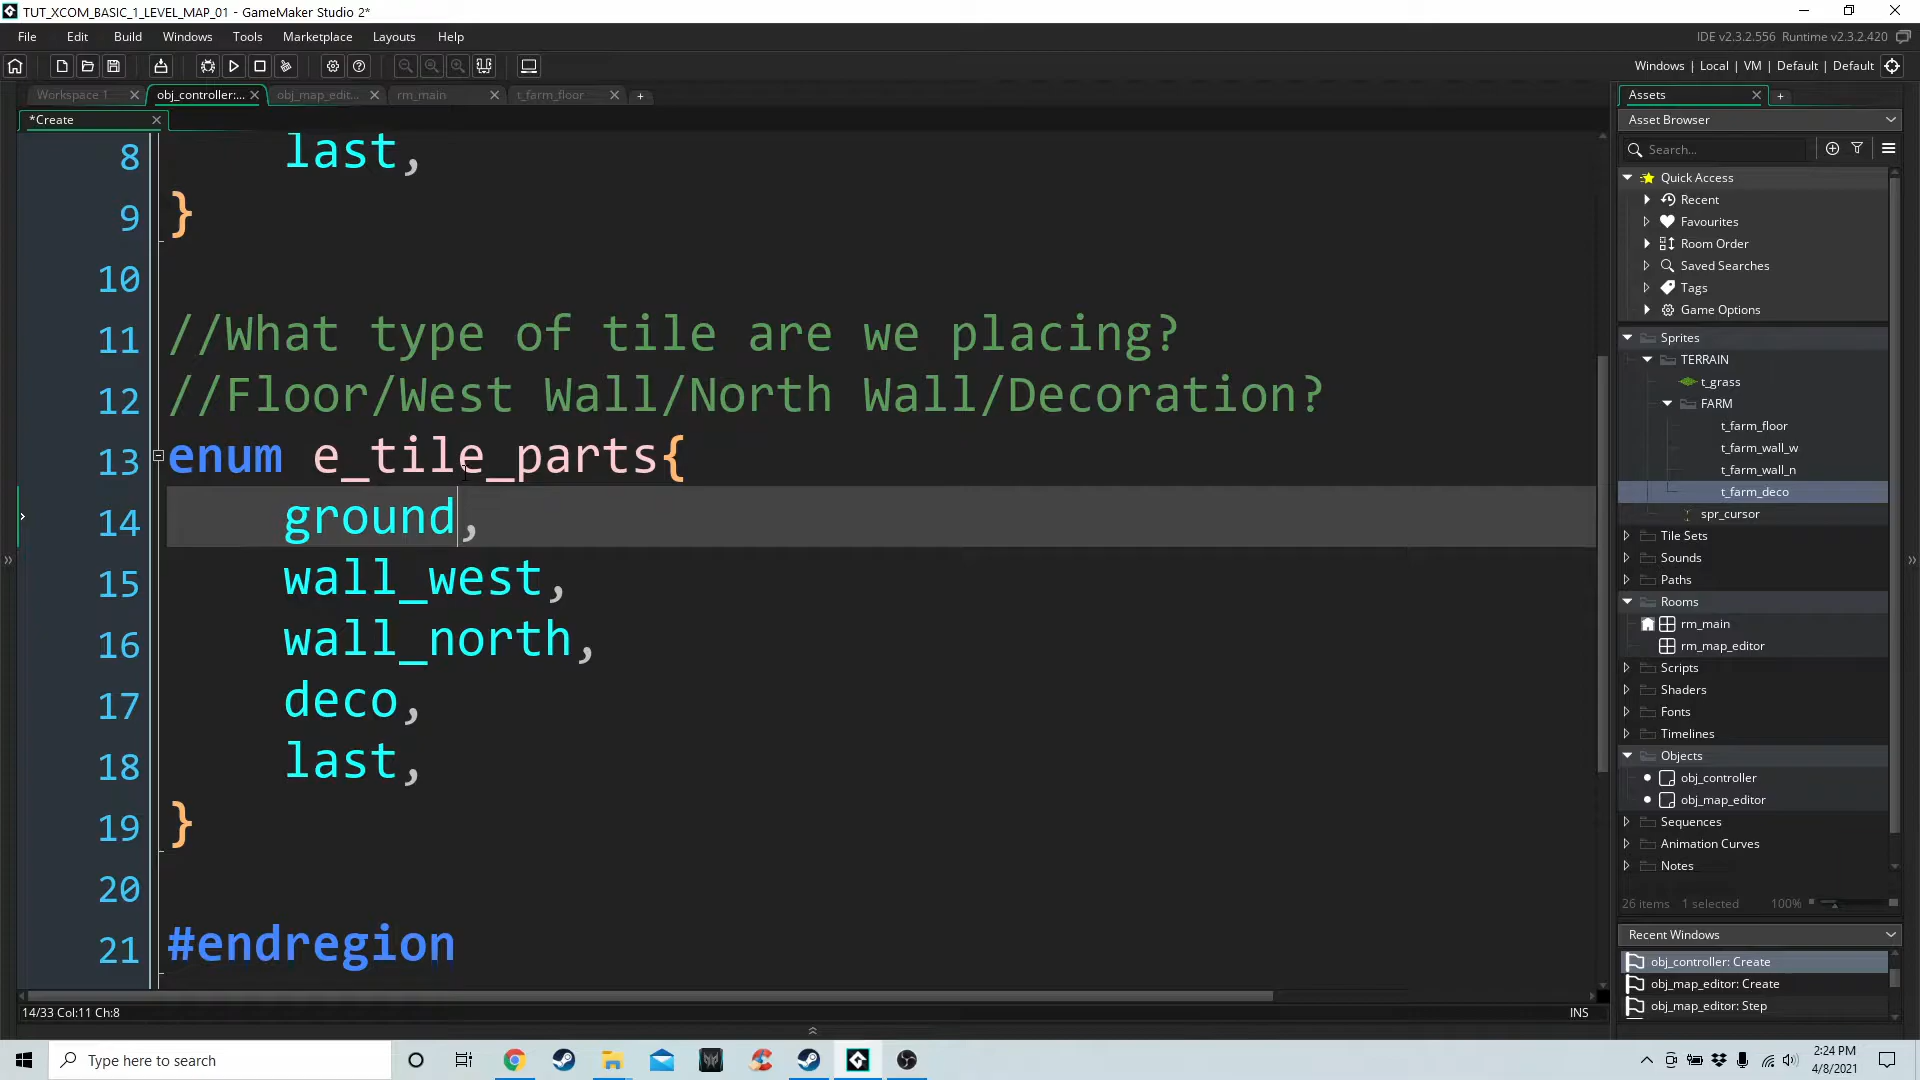 TUT_XCOM_BASIC_1_LEVEL_MAP_01 - GameMaker Studio 2*
File Edit Build Windows Tools Marketplace Layouts Help
IDE v2.3.2.556 Runtime v2.3.2.420
Windows | Local | VM | Default | Default
Workspace 1 obj_controller:... obj_map_edit... rm_main t_farm_floor
*Create
8 last,
9 }
10
11 //What type of tile are we placing?
12 //Floor/West Wall/North Wall/Decoration?
13 enum e_tile_parts{
14 ground,
15 wall_west,
16 wall_north,
17 deco,
18 last,
19 }
20
21 #endregion
14/33 Col:11 Ch:8
INS
Assets
Asset Browser
Search...
Quick Access
Recent
Favourites
Room Order
Saved Searches
Tags
Game Options
Sprites
TERRAIN
t_grass
FARM
t_farm_floor
t_farm_wall_w
t_farm_wall_n
t_farm_deco
spr_cursor
Tile Sets
Sounds
Paths
Rooms
rm_main
rm_map_editor
Scripts
Shaders
Fonts
Timelines
Objects
obj_controller
obj_map_editor
Sequences
Animation Curves
Notes
26 items 1 selected 100%
Recent Windows
obj_controller: Create
obj_map_editor: Create
obj_map_editor: Step
Type here to search
2:24 PM
4/8/2021